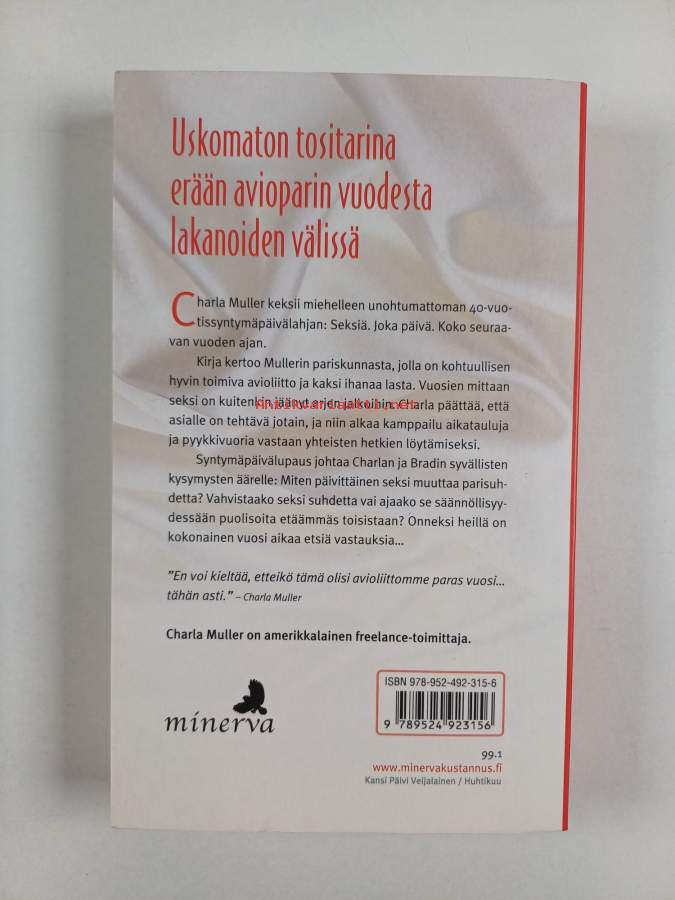 Uskomaton tositarina
erään avioparin vuodesta
lakanoiden välissä
Charla Muller keksii miehelleen unohtumattoman 40-vuo-
tissyntymäpäivälahjan: Seksiä. Joka päivä. Koko seuraa-
van vuoden ajan.
Kirja kertoo Mullerin pariskunnasta, jolla on kohtuullisen
hyvin toimiva avioliitto ja kaksi ihanaa lasta. Vuosien mittaan
seksi on kuitenkin jäänyt arjen jalkoihin. Charla päättää, että
asialle on tehtävä jotain, ja niin alkaa kamppailu aikatauluja
ja pyykkivuoria vastaan yhteisten hetkien löytämiseksi.
Syntymäpäivälupaus johtaa Charlan ja Bradin syvällisten
kysymysten äärelle: Miten päivittäinen seksi muuttaa parisuh-
detta? Vahvistaako seksi suhdetta vai ajaako se säännöllisyy-
dessään puolisoita etäämmäs toisistaan? Onneksi heillä on
kokonainen vuosi aikaa etsiä vastauksia...
"En voi kieltää, etteikö tämä olisi avioliittomme paras vuosi...
tähän asti." – Charla Muller
Charla Muller on amerikkalainen freelance-toimittaja.
minerva
ISBN 978-952-492-315-6
9 789524 923156
99.1
www.minervakustannus.fi
Kansi Päivi Veijalainen / Huhtikuu